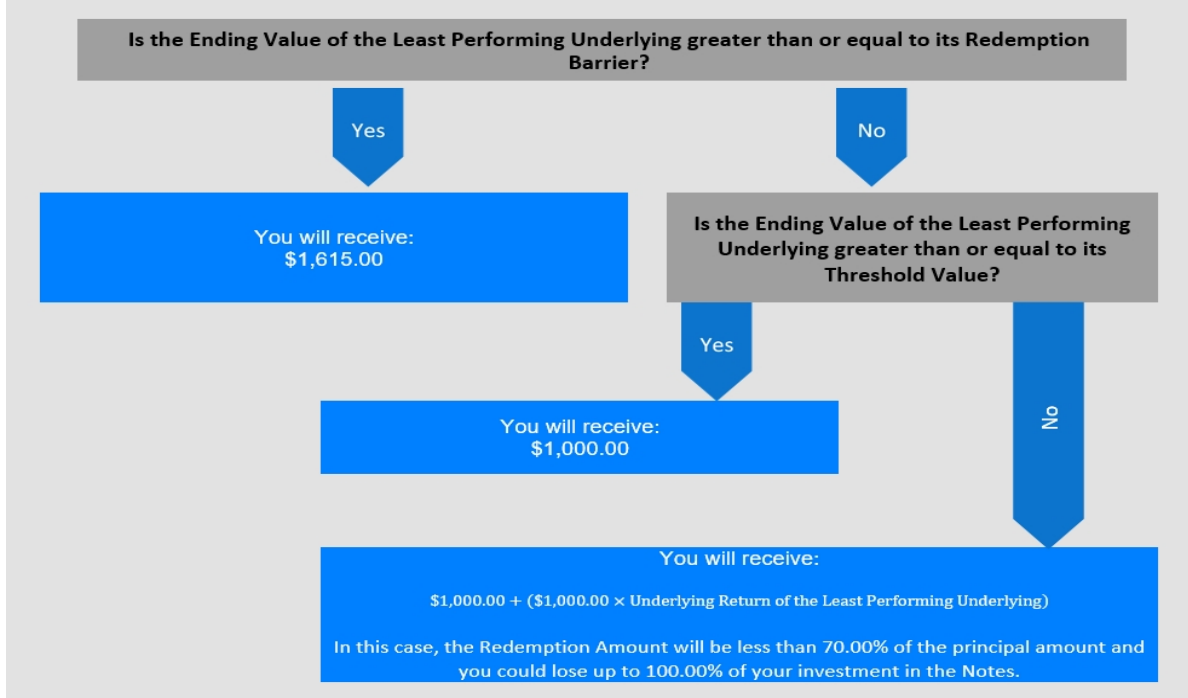 Is the Ending Value of the Least Performing Underlying greater than or equal to its Redemption
Barrier?
Yes
No
You will receive:
$1,615.00
Is the Ending Value of the Least Performing
Underlying greater than or equal to its
Threshold Value?
Yes
No
You will receive:
$1,000.00
You will receive:
$1,000.00 + ($1,000.00 × Underlying Return of the Least Performing Underlying)
In this case, the Redemption Amount will be less than 70.00% of the principal amount and
you could lose up to 100.00% of your investment in the Notes.